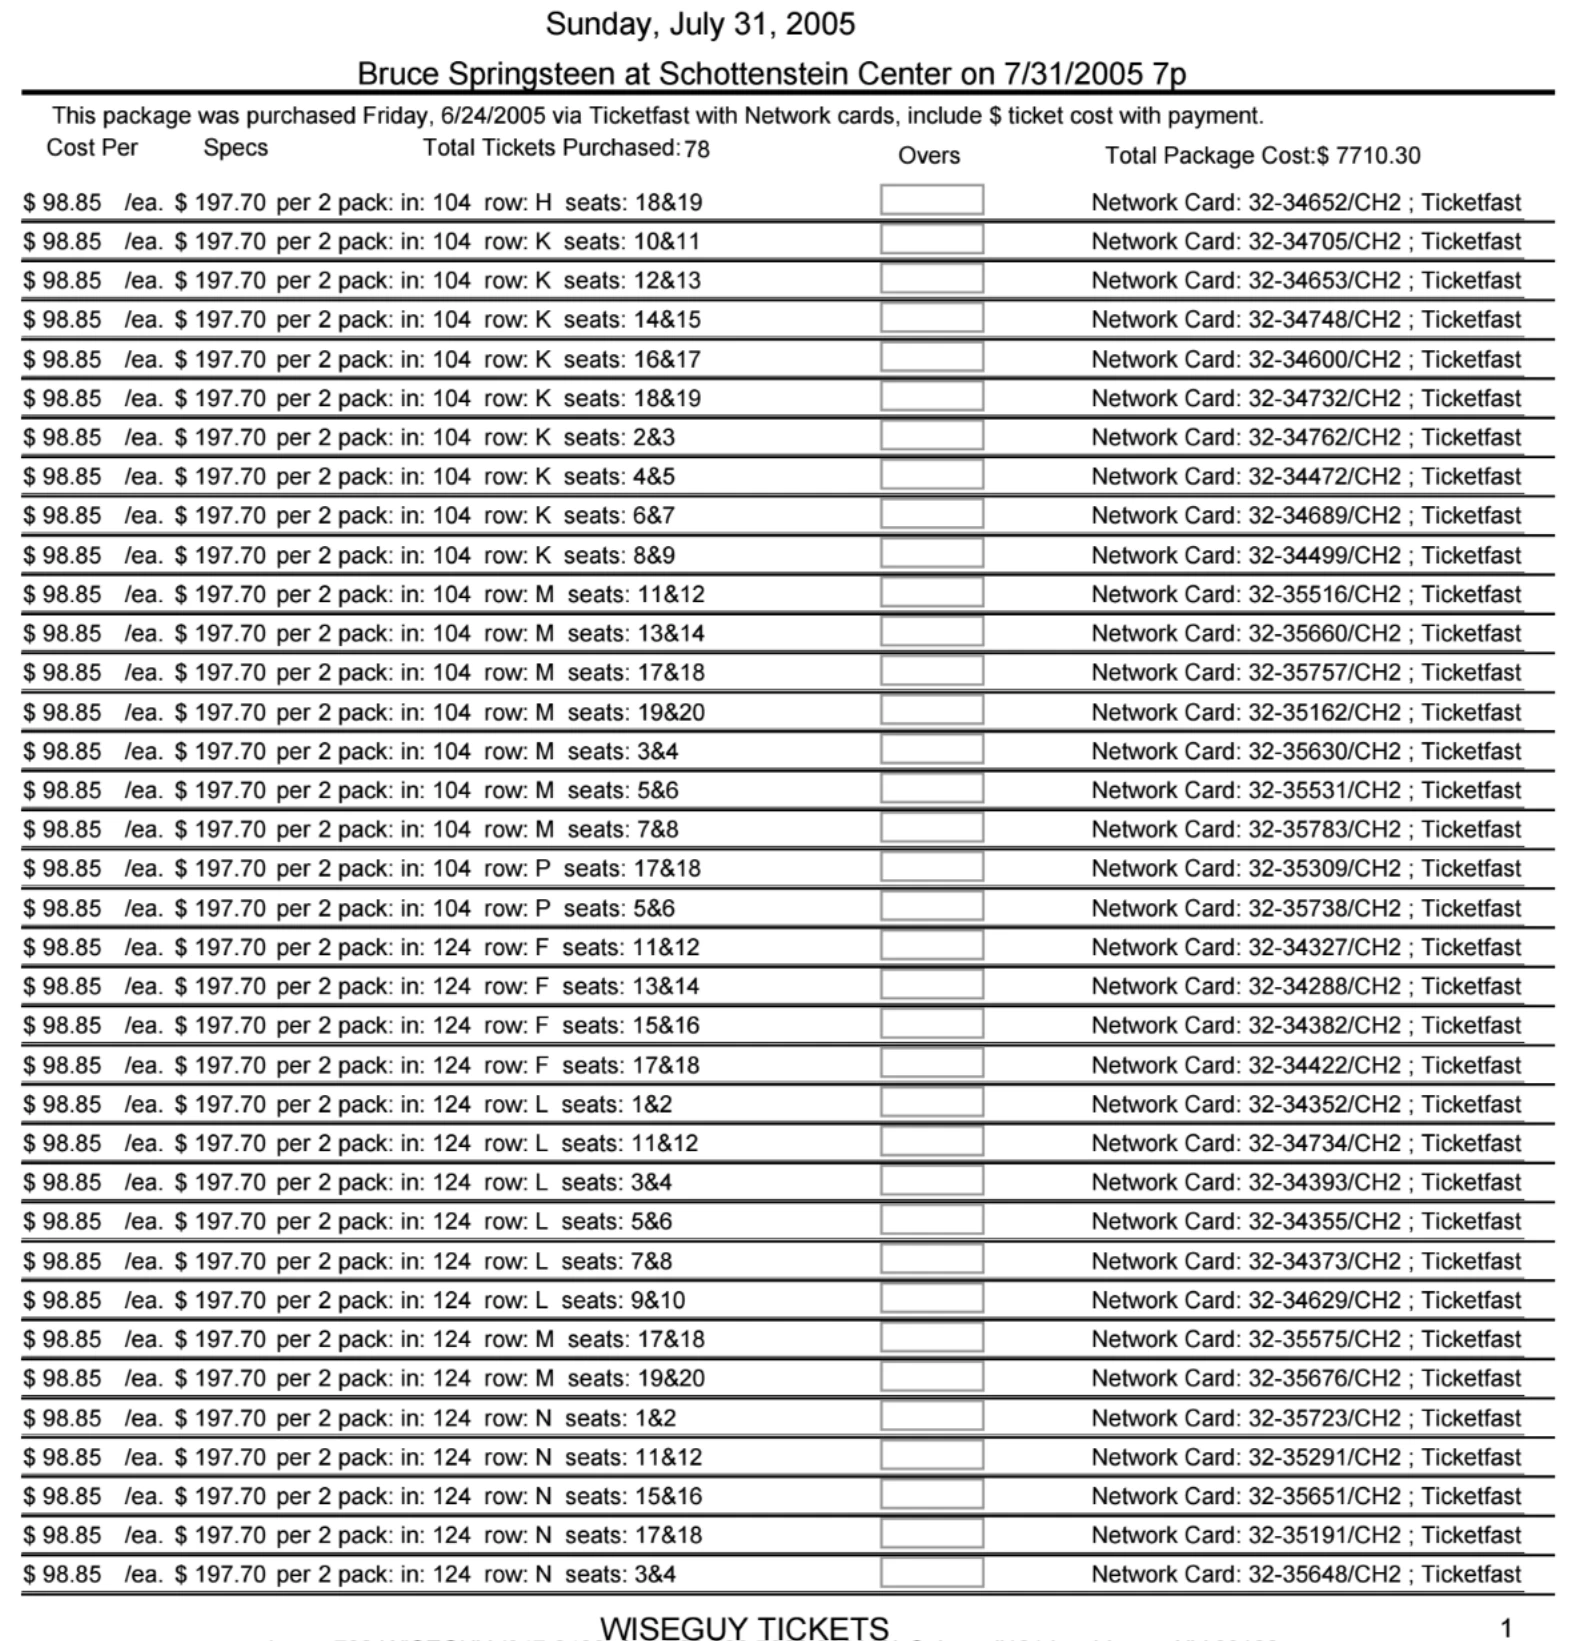 Sunday, July 31, 2005
Bruce Springsteen at Schottenstein Center on 7/31/2005 7p
This package was purchased Friday, 6/24/2005 via Ticketfast with Network cards, include $ ticket cost with payment.
Cost Per Specs Total Tickets Purchased: 78 Overs Total Package Cost:$ 7710.30
$ 98.85 /ea. $ 197.70 per 2 pack: in: 104 row: H seats: 18&19 Network Card: 32-34652/CH2 ; Ticketfast
$ 98.85 /ea. $ 197.70 per 2 pack: in: 104 row: K seats: 10&11 Network Card: 32-34705/CH2 ; Ticketfast
$ 98.85 /ea. $ 197.70 per 2 pack: in: 104 row: K seats: 12&13 Network Card: 32-34653/CH2 ; Ticketfast
$ 98.85 /ea. $ 197.70 per 2 pack: in: 104 row: K seats: 14&15 Network Card: 32-34748/CH2 ; Ticketfast
$ 98.85 /ea. $ 197.70 per 2 pack: in: 104 row: K seats: 16&17 Network Card: 32-34600/CH2 ; Ticketfast
$ 98.85 /ea. $ 197.70 per 2 pack: in: 104 row: K seats: 18&19 Network Card: 32-34732/CH2 ; Ticketfast
$ 98.85 /ea. $ 197.70 per 2 pack: in: 104 row: K seats: 2&3 Network Card: 32-34762/CH2 ; Ticketfast
$ 98.85 /ea. $ 197.70 per 2 pack: in: 104 row: K seats: 4&5 Network Card: 32-34472/CH2 ; Ticketfast
$ 98.85 /ea. $ 197.70 per 2 pack: in: 104 row: K seats: 6&7 Network Card: 32-34689/CH2 ; Ticketfast
$ 98.85 /ea. $ 197.70 per 2 pack: in: 104 row: K seats: 8&9 Network Card: 32-34499/CH2 ; Ticketfast
$ 98.85 /ea. $ 197.70 per 2 pack: in: 104 row: M seats: 11&12 Network Card: 32-35516/CH2 ; Ticketfast
$ 98.85 /ea. $ 197.70 per 2 pack: in: 104 row: M seats: 13&14 Network Card: 32-35660/CH2 ; Ticketfast
$ 98.85 /ea. $ 197.70 per 2 pack: in: 104 row: M seats: 17&18 Network Card: 32-35757/CH2 ; Ticketfast
$ 98.85 /ea. $ 197.70 per 2 pack: in: 104 row: M seats: 19&20 Network Card: 32-35162/CH2 ; Ticketfast
$ 98.85 /ea. $ 197.70 per 2 pack: in: 104 row: M seats: 3&4 Network Card: 32-35630/CH2 ; Ticketfast
$ 98.85 /ea. $ 197.70 per 2 pack: in: 104 row: M seats: 5&6 Network Card: 32-35531/CH2 ; Ticketfast
$ 98.85 /ea. $ 197.70 per 2 pack: in: 104 row: M seats: 7&8 Network Card: 32-35783/CH2 ; Ticketfast
$ 98.85 /ea. $ 197.70 per 2 pack: in: 104 row: P seats: 17&18 Network Card: 32-35309/CH2 ; Ticketfast
$ 98.85 /ea. $ 197.70 per 2 pack: in: 104 row: P seats: 5&6 Network Card: 32-35738/CH2 ; Ticketfast
$ 98.85 /ea. $ 197.70 per 2 pack: in: 124 row: F seats: 11&12 Network Card: 32-34327/CH2 ; Ticketfast
$ 98.85 /ea. $ 197.70 per 2 pack: in: 124 row: F seats: 13&14 Network Card: 32-34288/CH2 ; Ticketfast
$ 98.85 /ea. $ 197.70 per 2 pack: in: 124 row: F seats: 15&16 Network Card: 32-34382/CH2 ; Ticketfast
$ 98.85 /ea. $ 197.70 per 2 pack: in: 124 row: F seats: 17&18 Network Card: 32-34422/CH2 ; Ticketfast
$ 98.85 /ea. $ 197.70 per 2 pack: in: 124 row: L seats: 1&2 Network Card: 32-34352/CH2 ; Ticketfast
$ 98.85 /ea. $ 197.70 per 2 pack: in: 124 row: L seats: 11&12 Network Card: 32-34734/CH2 ; Ticketfast
$ 98.85 /ea. $ 197.70 per 2 pack: in: 124 row: L seats: 3&4 Network Card: 32-34393/CH2 ; Ticketfast
$ 98.85 /ea. $ 197.70 per 2 pack: in: 124 row: L seats: 5&6 Network Card: 32-34355/CH2 ; Ticketfast
$ 98.85 /ea. $ 197.70 per 2 pack: in: 124 row: L seats: 7&8 Network Card: 32-34373/CH2 ; Ticketfast
$ 98.85 /ea. $ 197.70 per 2 pack: in: 124 row: L seats: 9&10 Network Card: 32-34629/CH2 ; Ticketfast
$ 98.85 /ea. $ 197.70 per 2 pack: in: 124 row: M seats: 17&18 Network Card: 32-35575/CH2 ; Ticketfast
$ 98.85 /ea. $ 197.70 per 2 pack: in: 124 row: M seats: 19&20 Network Card: 32-35676/CH2 ; Ticketfast
$ 98.85 /ea. $ 197.70 per 2 pack: in: 124 row: N seats: 1&2 Network Card: 32-35723/CH2 ; Ticketfast
$ 98.85 /ea. $ 197.70 per 2 pack: in: 124 row: N seats: 11&12 Network Card: 32-35291/CH2 ; Ticketfast
$ 98.85 /ea. $ 197.70 per 2 pack: in: 124 row: N seats: 15&16 Network Card: 32-35651/CH2 ; Ticketfast
$ 98.85 /ea. $ 197.70 per 2 pack: in: 124 row: N seats: 17&18 Network Card: 32-35191/CH2 ; Ticketfast
$ 98.85 /ea. $ 197.70 per 2 pack: in: 124 row: N seats: 3&4 Network Card: 32-35648/CH2 ; Ticketfast
WISEGUY TICKETS 1